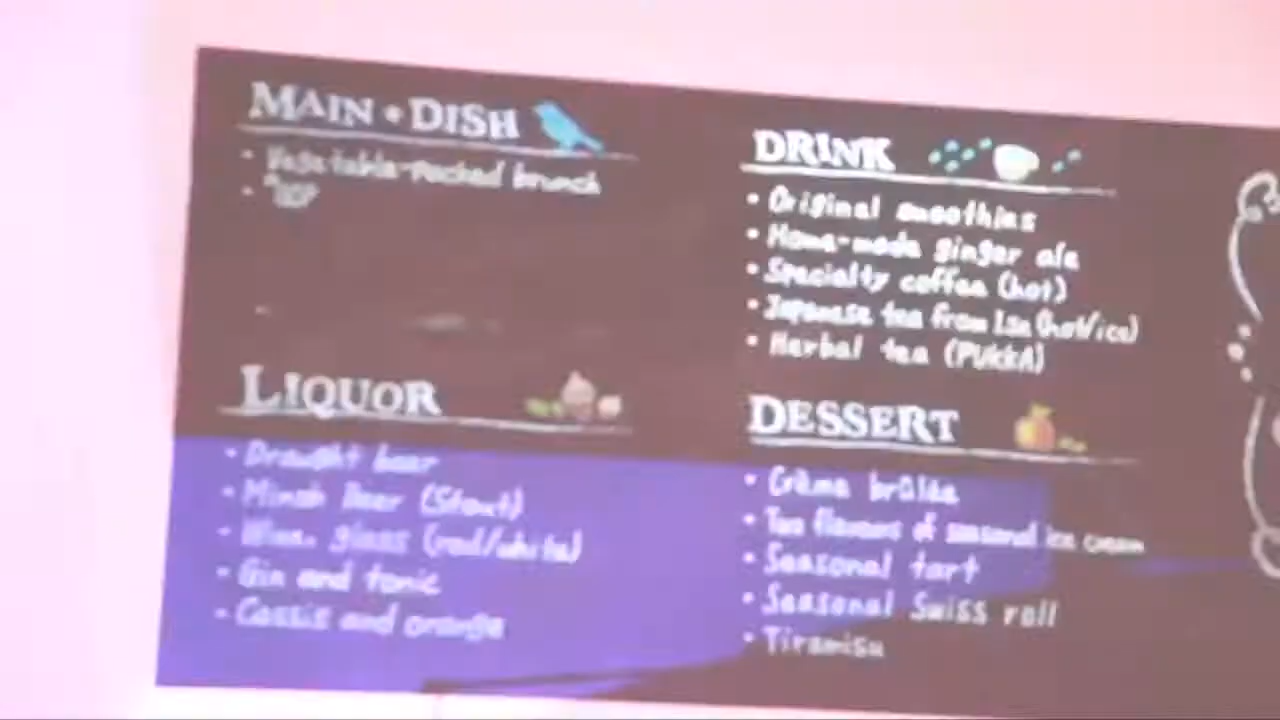 MAIN • DISH
• Vegetable-packed brunch
LIQUOR
• Draught beer
• Minoh Beer (Stout)
• Wine, glass (red/white)
• Gin and tonic
• Cassis and orange
DRINK
• Original smoothies
• Home-made ginger ale
• Specialty coffee (hot)
• Japanese tea from Ise (hot/ice)
• Herbal tea (PUKKA)
DESSERT
• Crème brûlée
• Two flavours of seasonal ice cream
• Seasonal tart
• Seasonal Swiss roll
• Tiramisu